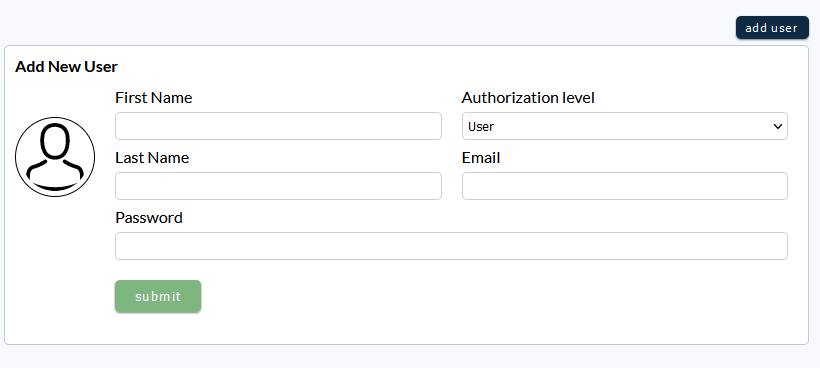 add user
Add New User
First Name
Authorization level
User
Last Name
Email
Password
submit